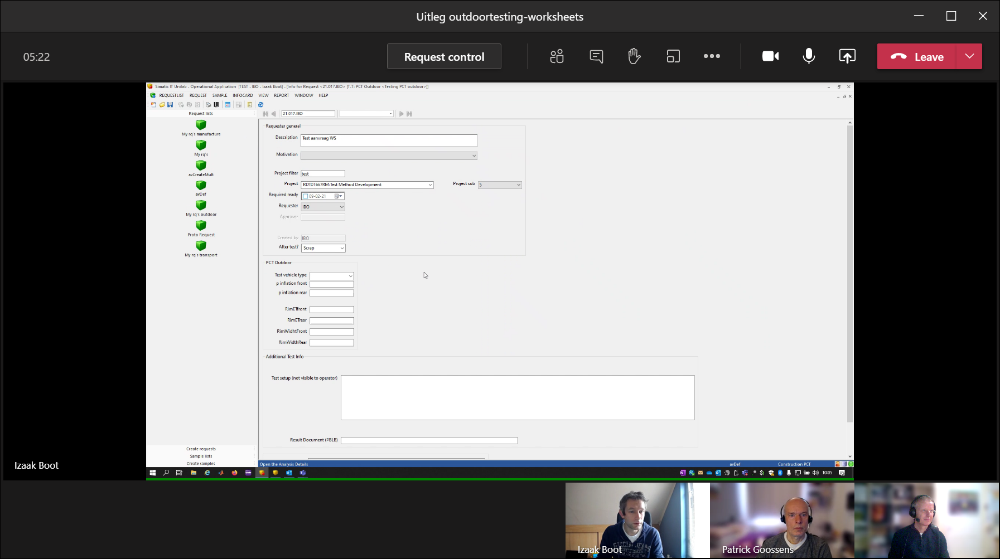 Uitleg outdoortesting-worksheets
05:22
Request control
Leave
Simatic IT Unilab - Operational Application [TEST - IBO - Izaak Boot] - [Info for Request <21.017.IBO> [T-T: PCT Outdoor <Testing PCT outdoor>]]
REQUESTLIST REQUEST SAMPLE INFOCARD VIEW REPORT WINDOW HELP
Request lists
21.017.IBO
My rq's manufacture
My rq's
avCreateMult
avDef
My rq's outdoor
Proto Request
My rq's transport
Create requests
Sample lists
Create samples
Requester general
Description Test aanvraag WS
Motivation
Project filter test
Project RDTD1667RM:Test Method Development Project sub 5
Required ready 09-02-21
Requester IBO
Approver
Created by IBO
After test? Scrap
PCT Outdoor
Test vehicle type
p inflation front
p inflation rear
RimETfront
RimETrear
RimWidhtFront
RimWidthRear
Additional Test Info
Test setup (not visible to operator)
Result Document (#BLB)
Open the Analysis Details avDef Construction PCT
10:05
Izaak Boot
Izaak Boot
Patrick Goossens